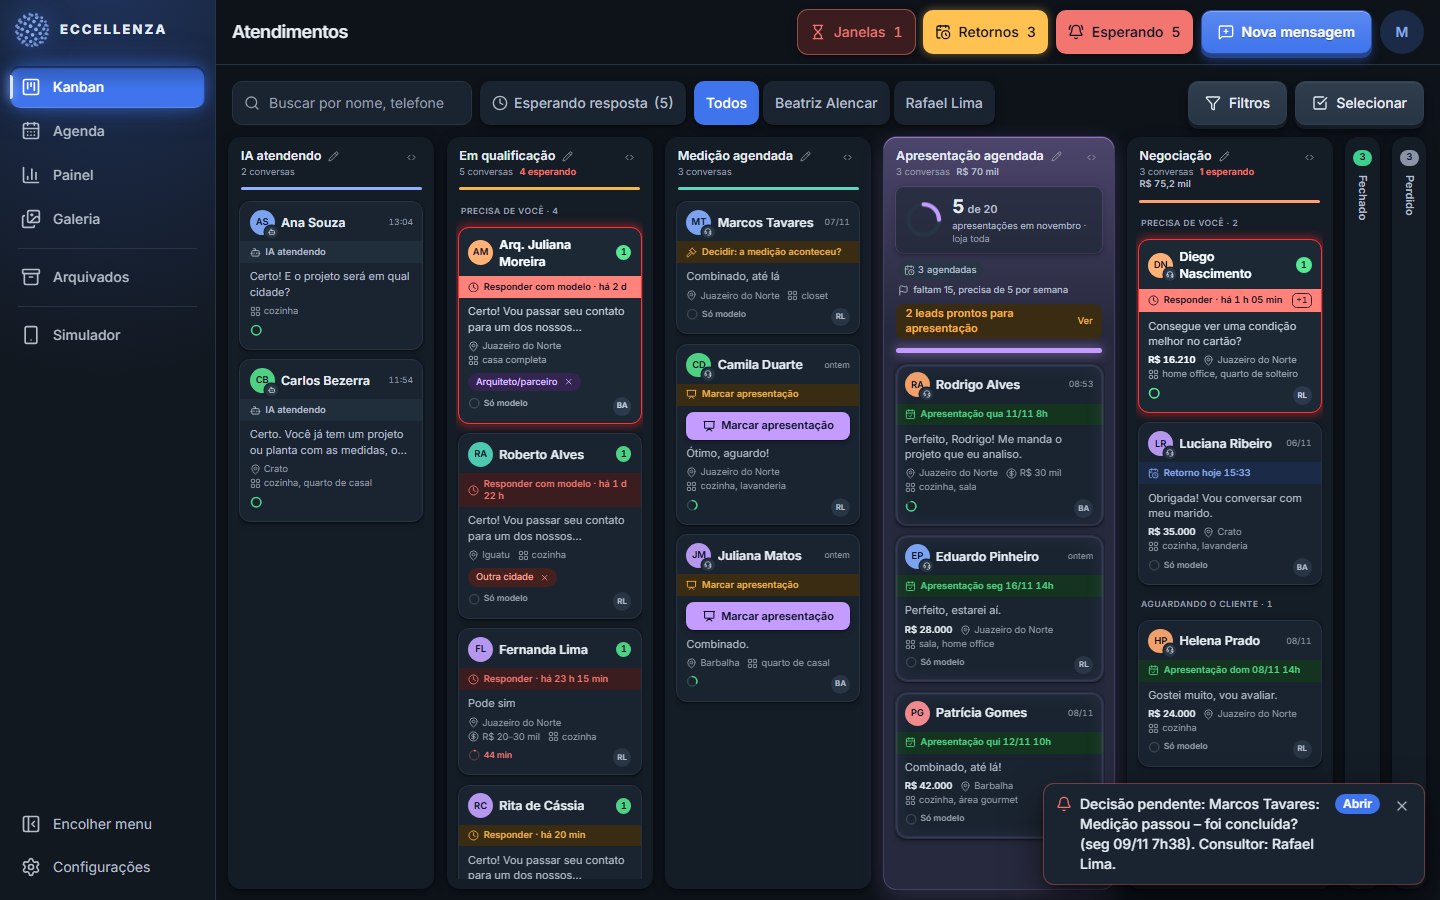 ECCELLENZA
Kanban
Agenda
Painel
Galeria
Arquivados
Simulador
Encolher menu
Configurações
Atendimentos
Janelas 1
Retornos 3
Esperando 5
Nova mensagem
M
Buscar por nome, telefone
Esperando resposta (5)
Todos
Beatriz Alencar
Rafael Lima
Filtros
Selecionar
IA atendendo
2 conversas
AS
Ana Souza
13:04
IA atendendo
Certo! E o projeto será em qual
cidade?
cozinha
CB
Carlos Bezerra
11:54
IA atendendo
Certo. Você já tem um projeto
ou planta com as medidas, o...
Crato
cozinha, quarto de casal
Em qualificação
5 conversas 4 esperando
PRECISA DE VOCÊ · 4
AM
Arq. Juliana
Moreira
1
Responder com modelo · há 2 d
Certo! Vou passar seu contato
para um dos nossos...
Juazeiro do Norte
casa completa
Arquiteto/parceiro ×
Só modelo
BA
RA
Roberto Alves
1
Responder com modelo · há 1 d
22 h
Certo! Vou passar seu contato
para um dos nossos...
Iguatu cozinha
Outra cidade ×
Só modelo
RL
FL
Fernanda Lima
1
Responder · há 23 h 15 min
Pode sim
Juazeiro do Norte
R$ 20–30 mil cozinha
44 min
RL
RC
Rita de Cássia
1
Responder · há 20 min
Certo! Vou passar seu contato
para um dos nossos...
Medição agendada
3 conversas
MT
Marcos Tavares
07/11
Decidir: a medição aconteceu?
Combinado, até lá
Juazeiro do Norte closet
Só modelo
RL
CD
Camila Duarte
ontem
Marcar apresentação
Marcar apresentação
Ótimo, aguardo!
Juazeiro do Norte
cozinha, lavanderia
RL
JM
Juliana Matos
ontem
Marcar apresentação
Marcar apresentação
Combinado.
Barbalha quarto de casal
BA
Apresentação agendada
3 conversas R$ 70 mil
5 de 20
apresentações em novembro ·
loja toda
3 agendadas
faltam 15, precisa de 5 por semana
2 leads prontos para
apresentação
Ver
RA
Rodrigo Alves
08:53
Apresentação qua 11/11 8h
Perfeito, Rodrigo! Me manda o
projeto que eu analiso.
Juazeiro do Norte R$ 30 mil
cozinha, sala
BA
EP
Eduardo Pinheiro
ontem
Apresentação seg 16/11 14h
Perfeito, estarei aí.
R$ 28.000 Juazeiro do Norte
sala, home office
Só modelo
RL
PG
Patrícia Gomes
08/11
Apresentação qui 12/11 10h
Combinado, até lá!
R$ 42.000 Barbalha
cozinha, área gourmet
Só modelo
Negociação
3 conversas 1 esperando
R$ 75,2 mil
PRECISA DE VOCÊ · 2
DN
Diego
Nascimento
1
Responder · há 1 h 05 min
+1
Consegue ver uma condição
melhor no cartão?
R$ 16.210 Juazeiro do Norte
home office, quarto de solteiro
RL
LR
Luciana Ribeiro
06/11
Retorno hoje 15:33
Obrigada! Vou conversar com
meu marido.
R$ 35.000 Crato
cozinha, lavanderia
Só modelo
BA
AGUARDANDO O CLIENTE · 1
HP
Helena Prado
08/11
Apresentação dom 08/11 14h
Gostei muito, vou avaliar.
R$ 24.000 Juazeiro do Norte
cozinha
Só modelo
RL
3
Fechado
3
Perdido
Decisão pendente: Marcos Tavares:
Medição passou – foi concluída?
(seg 09/11 7h38). Consultor: Rafael
Lima.
Abrir